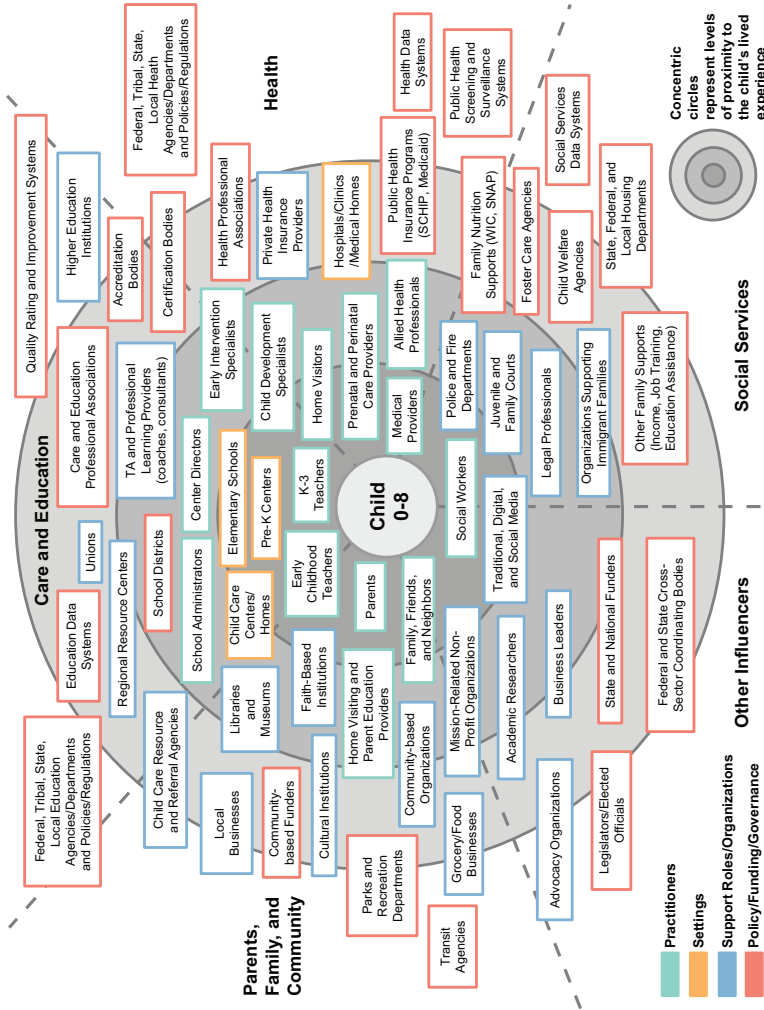 Care and Education
Quality Rating and Improvement Systems
Higher Education
Institutions
Accreditation
Bodies
Certification Bodies
Care and Education
Professional Associations
TA and Professional
Learning Providers
(coaches, consultants)
Unions
Regional Resource Centers
School Districts
Education Data
Systems
Federal, Tribal, State,
Local Education
Agencies/Departments
and Policies/Regulations
Child Care Resource
and Referral Agencies
School Administrators
Center Directors
Elementary Schools
Pre-K Centers
Child Care
Centers/
Homes
K-3
Teachers
Early
Childhood
Teachers
Health
Federal, Tribal, State,
Local Health
Agencies/Departments
and Policies/Regulations
Health Professional
Associations
Private Health
Insurance
Providers
Hospitals/Clinics
/Medical Homes
Public Health
Insurance Programs
(SCHIP, Medicaid)
Health Data
Systems
Public Health
Screening and
Surveillance
Systems
Early Intervention
Specialists
Child Development
Specialists
Home Visitors
Prenatal and Perinatal
Care Providers
Allied Health
Professionals
Medical
Providers
Child
0-8
Parents,
Family, and
Community
Local
Businesses
Community-
based Funders
Cultural Institutions
Libraries
and
Museums
Faith-Based
Institutions
Home Visiting and
Parent Education
Providers
Parents
Family, Friends,
and Neighbors
Community-based
Organizations
Parks and
Recreation
Departments
Grocery/Food
Businesses
Transit
Agencies
Social Services
Family Nutrition
Supports (WIC, SNAP)
Foster Care Agencies
Child Welfare
Agencies
Social Services
Data Systems
State, Federal, and
Local Housing
Departments
Other Family Supports
(Income, Job Training,
Education Assistance)
Police and Fire
Departments
Juvenile and
Family Courts
Legal Professionals
Organizations Supporting
Immigrant Families
Social Workers
Other Influencers
Traditional, Digital,
and Social Media
Mission-Related Non-
Profit Organizations
Academic Researchers
Business Leaders
State and National Funders
Federal and State Cross-
Sector Coordinating Bodies
Advocacy Organizations
Legislators/Elected
Officials
Practitioners
Settings
Support Roles/Organizations
Policy/Funding/Governance
Concentric
circles
represent levels
of proximity to
the child's lived
experience